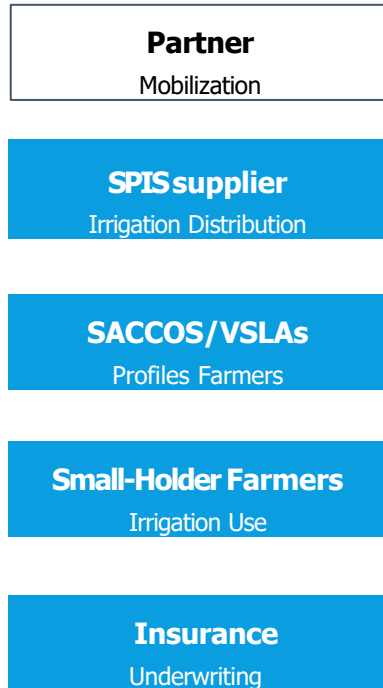 Partner
Mobilization
SPIS supplier
Irrigation Distribution
SACCOS/VSLAs
Profiles Farmers
Small-Holder Farmers
Irrigation Use
Insurance
Underwriting